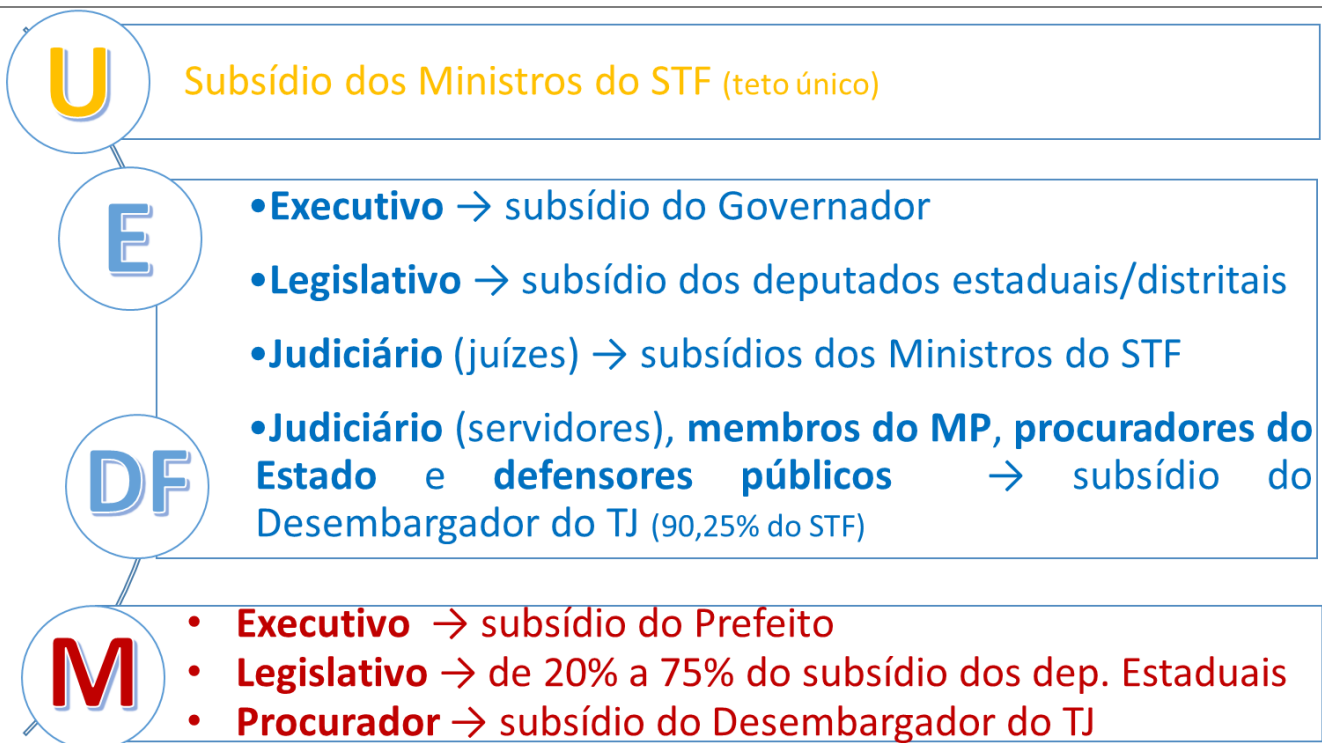 U
Subsídio dos Ministros do STF (teto único)
E
•Executivo → subsídio do Governador
•Legislativo → subsídio dos deputados estaduais/distritais
•Judiciário (juízes) → subsídios dos Ministros do STF
DF
•Judiciário (servidores), membros do MP, procuradores do
Estado e defensores públicos → subsídio do
Desembargador do TJ (90,25% do STF)
M
• Executivo → subsídio do Prefeito
• Legislativo → de 20% a 75% do subsídio dos dep. Estaduais
• Procurador → subsídio do Desembargador do TJ